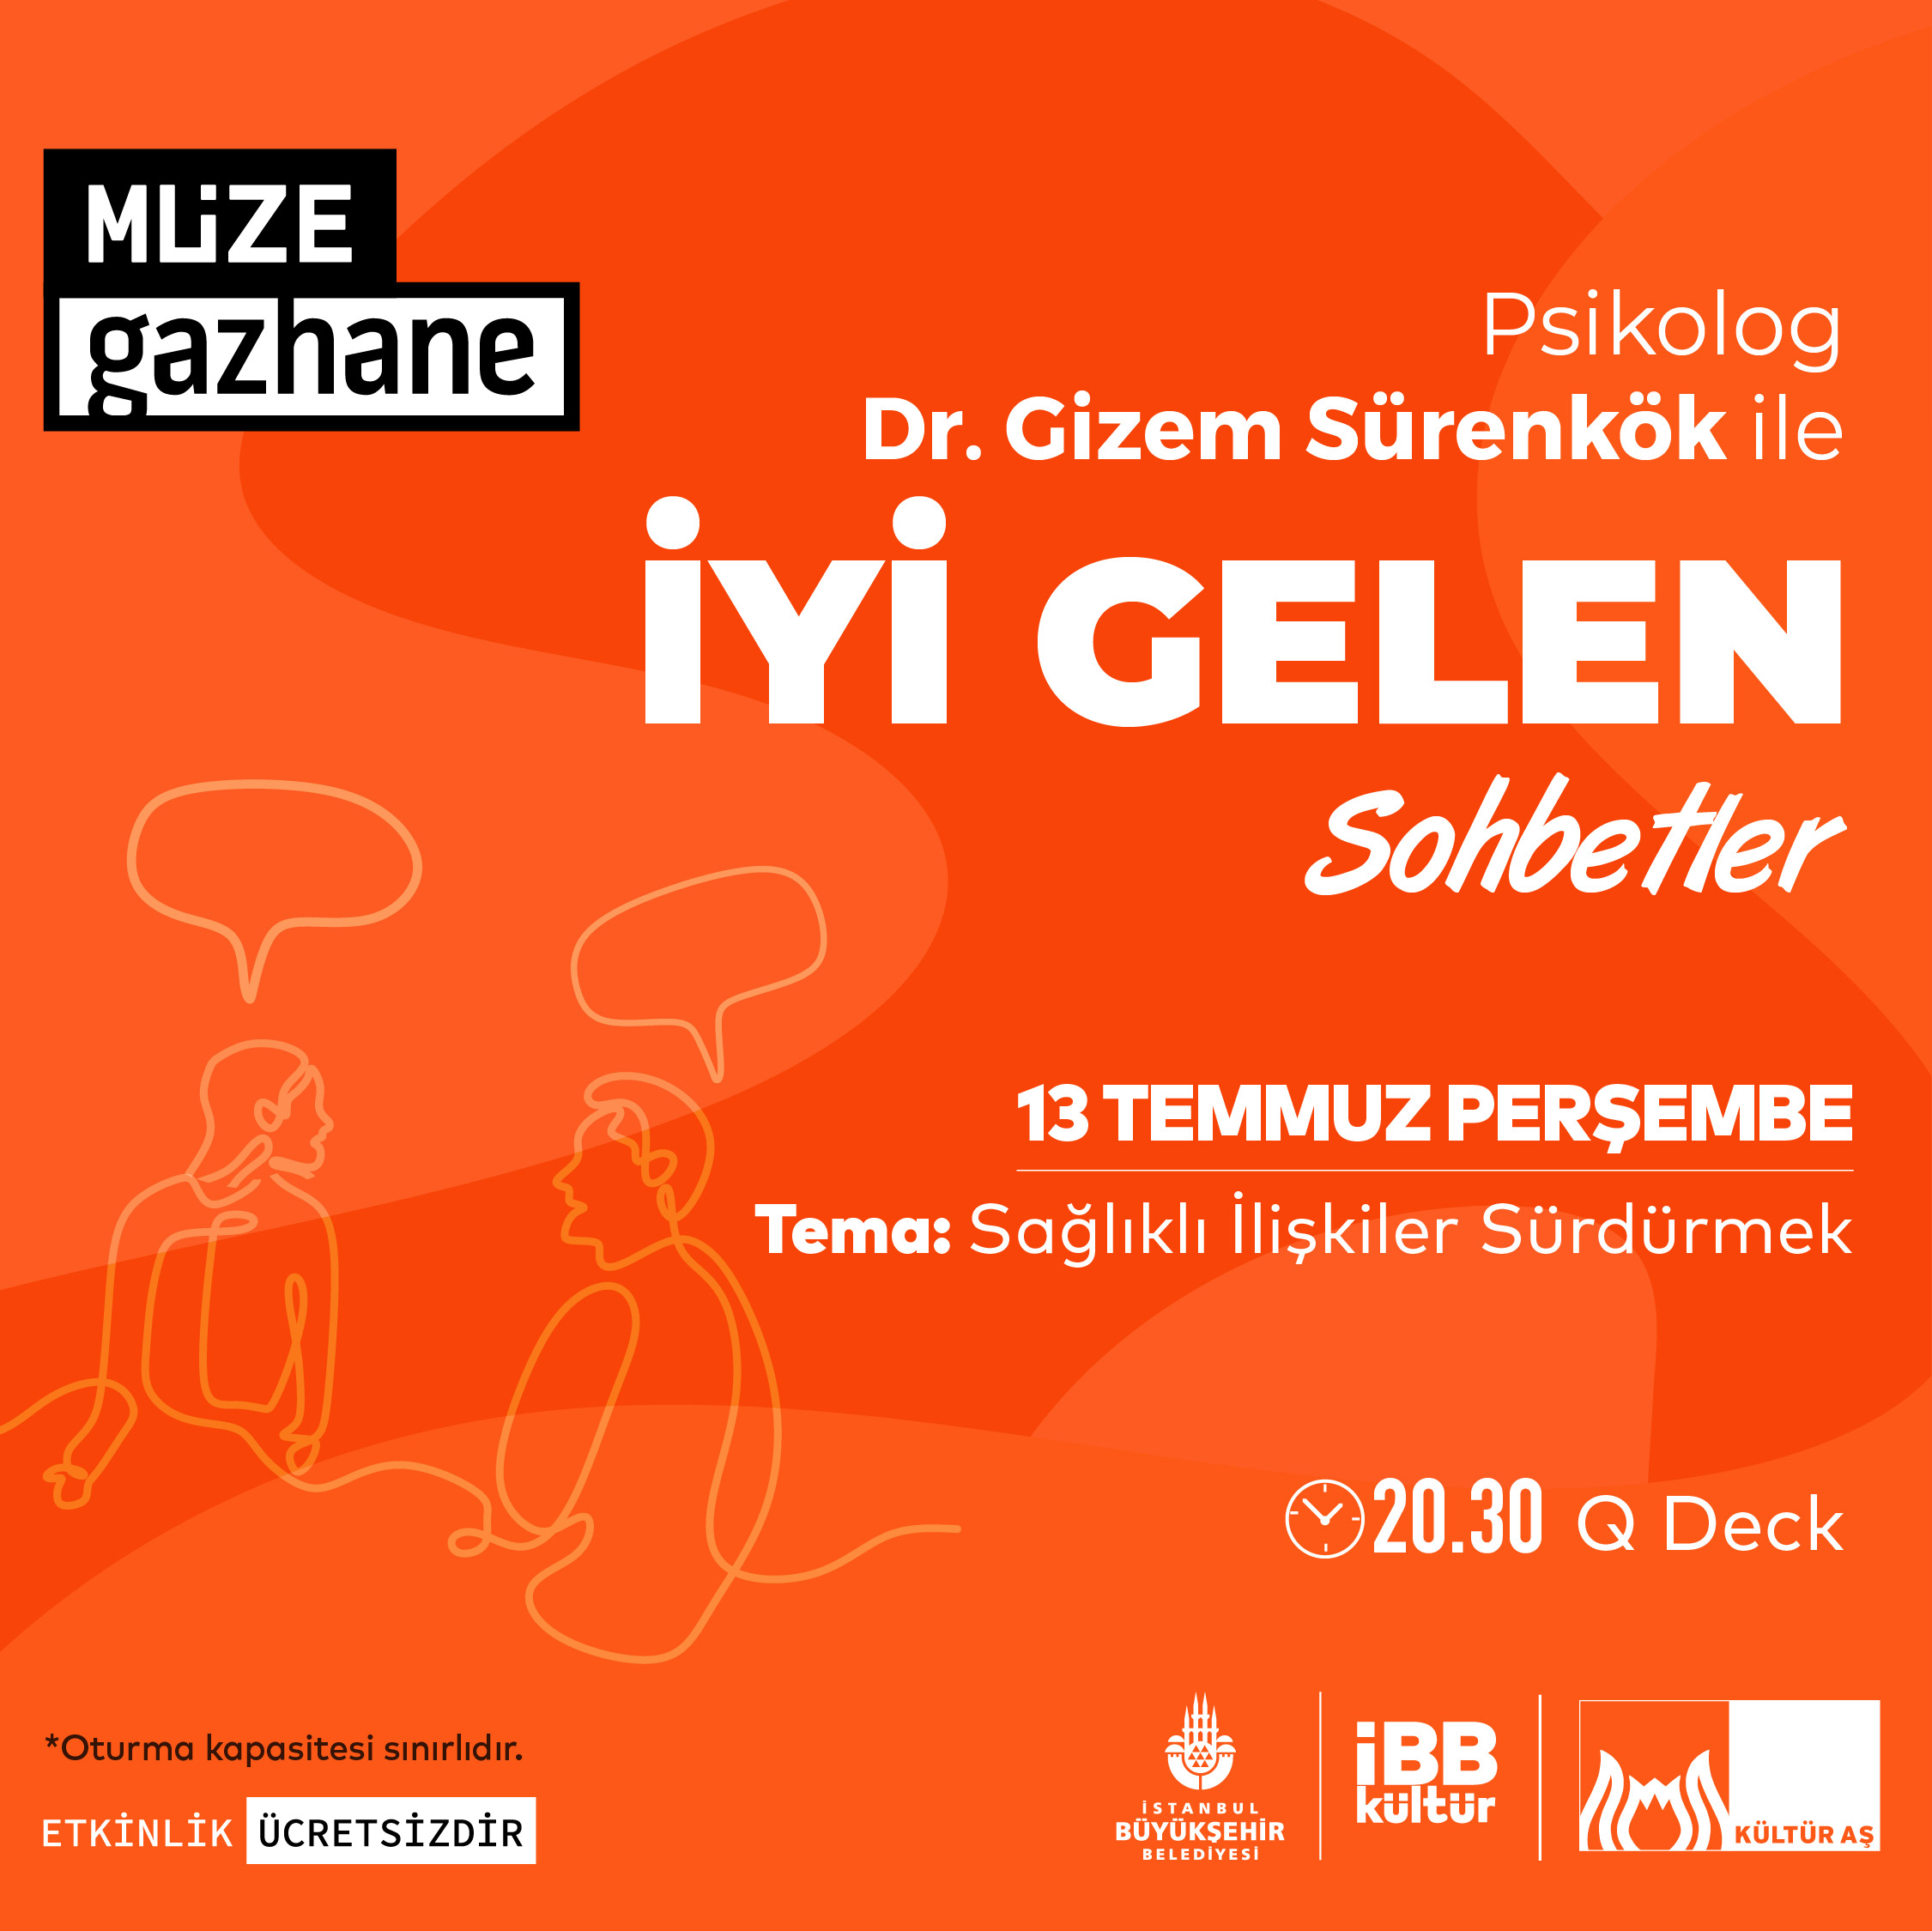 MÜZE
gazhane
Psikolog
Dr. Gizem Sürenkök ile
İYİ GELEN
Sohbetler
13 TEMMUZ PERŞEMBE
Tema: Sağlıklı İlişkiler Sürdürmek
20.30 Q Deck
*Oturma kapasitesi sınırlıdır.
ETKİNLİK ÜCRETSİZDİR
İSTANBUL
BÜYÜKŞEHİR
BELEDİYESİ
İBB
kültür
KÜLTÜR AŞ